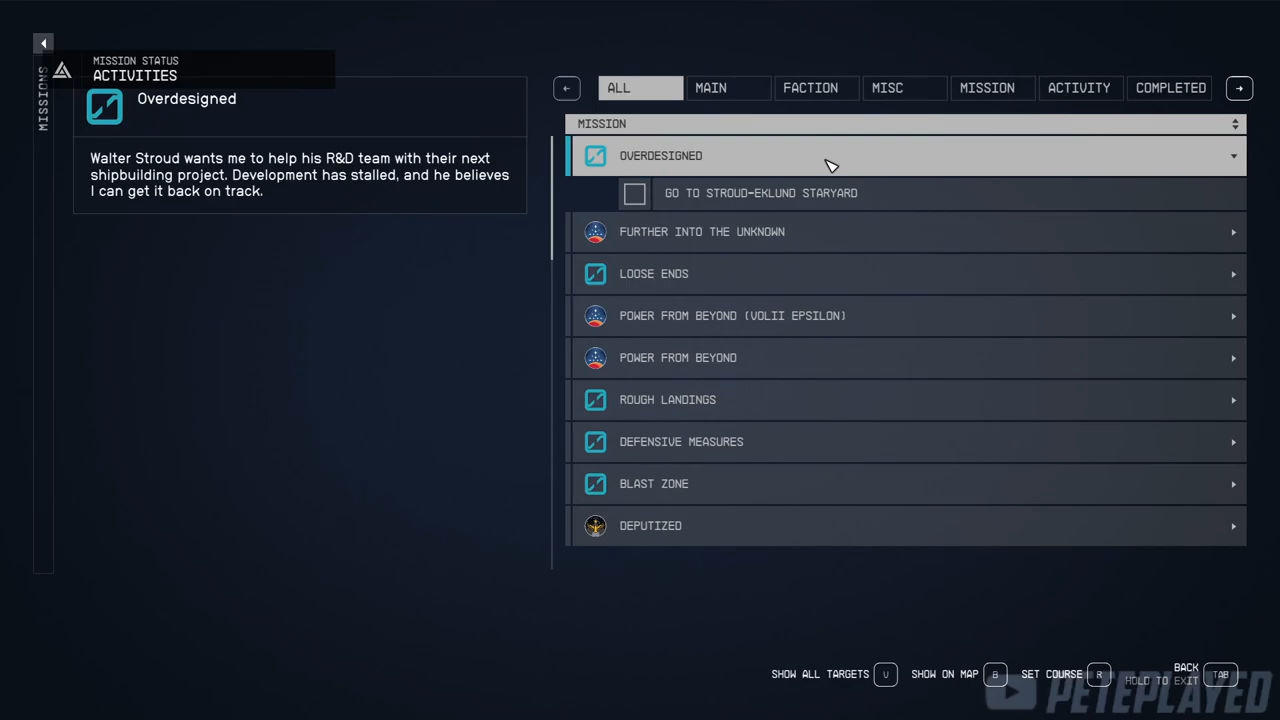 MISSIONS
MISSION STATUS
ACTIVITIES
Overdesigned
Walter Stroud wants me to help his R&D team with their next
shipbuilding project. Development has stalled, and he believes
I can get it back on track.
ALL MAIN FACTION MISC MISSION ACTIVITY COMPLETED
MISSION
OVERDESIGNED
GO TO STROUD-EKLUND STARYARD
FURTHER INTO THE UNKNOWN
LOOSE ENDS
POWER FROM BEYOND (VOLII EPSILON)
POWER FROM BEYOND
ROUGH LANDINGS
DEFENSIVE MEASURES
BLAST ZONE
DEPUTIZED
SHOW ALL TARGETS V SHOW ON MAP B SET COURSE R BACK TAB
HOLD TO EXIT
PETEPLAYED